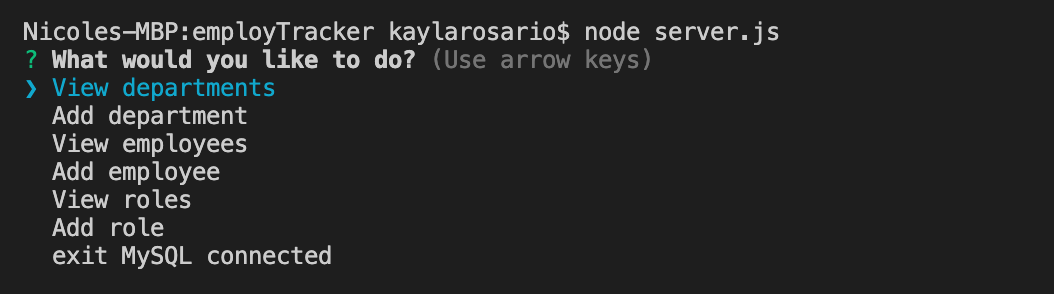 Nicoles-MBP:employTracker kaylarosario$ node server.js
? What would you like to do? (Use arrow keys)
❯ View departments
Add department
View employees
Add employee
View roles
Add role
exit MySQL connected